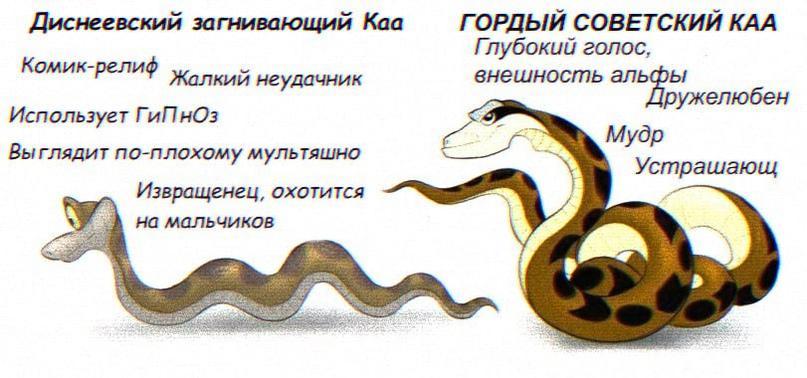 Диснеевский загнивающий Каа
Комик-релиф
Жалкий неудачник
Использует ГиПнОз
Выглядит по-плохому мультяшно
Извращенец, охотится
на мальчиков
ГОРДЫЙ СОВЕТСКИЙ КАА
Глубокий голос,
внешность альфы
Дружелюбен
Мудр
Устрашающ